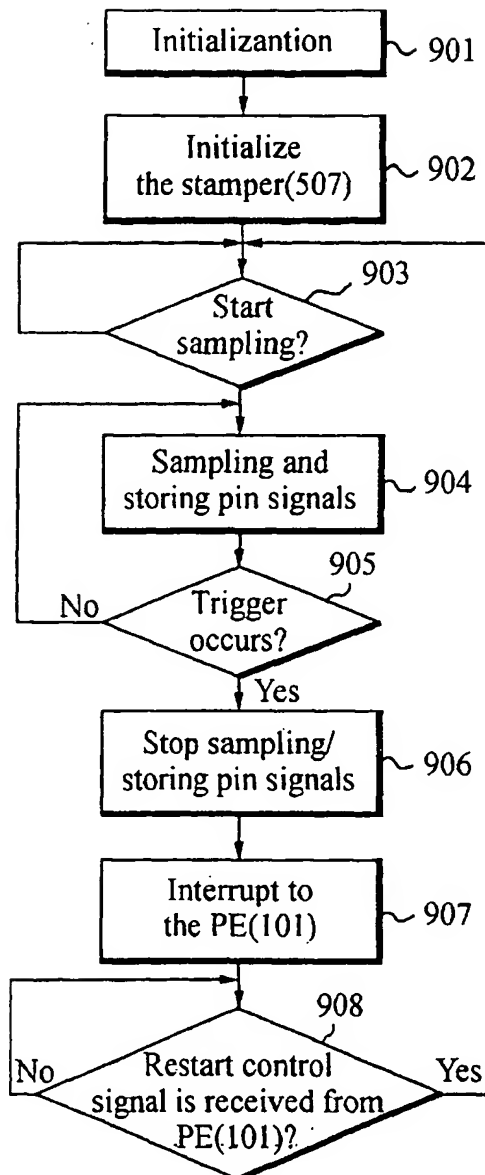 Initializantion
901
Initialize
the stamper(507)
902
903
Start
sampling?
Sampling and
storing pin signals
904
905
No
Trigger
occurs?
Yes
Stop sampling/
storing pin signals
906
Interrupt to
the PE(101)
907
908
No
Restart control
signal is received from
PE(101)?
Yes